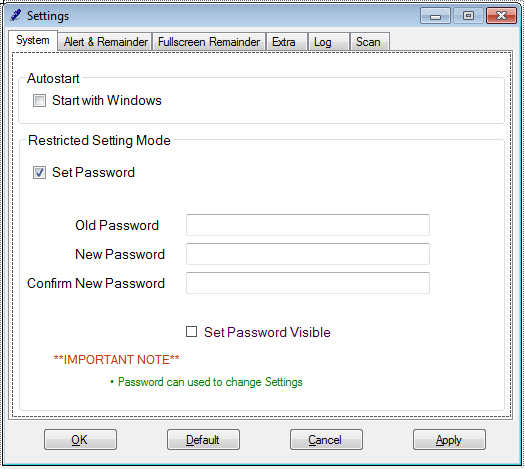 Settings
System Alert & Remainder Fullscreen Remainder Extra Log Scan
Autostart
Start with Windows
Restricted Setting Mode
Set Password
Old Password
New Password
Confirm New Password
Set Password Visible
**IMPORTANT NOTE**
• Password can used to change Settings
OK Default Cancel Apply